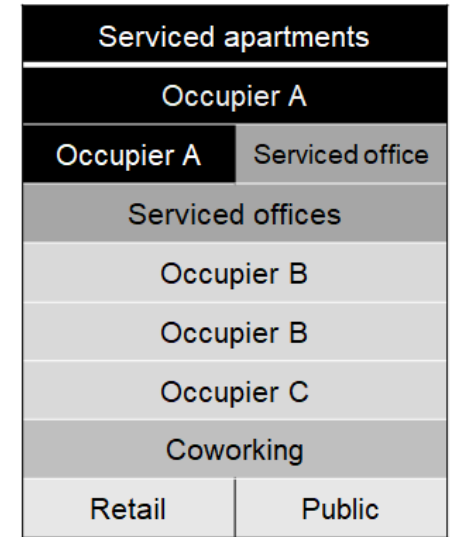 Serviced apartments
Occupier A
Occupier A
Serviced office
Serviced offices
Occupier B
Occupier B
Occupier C
Coworking
Retail
Public